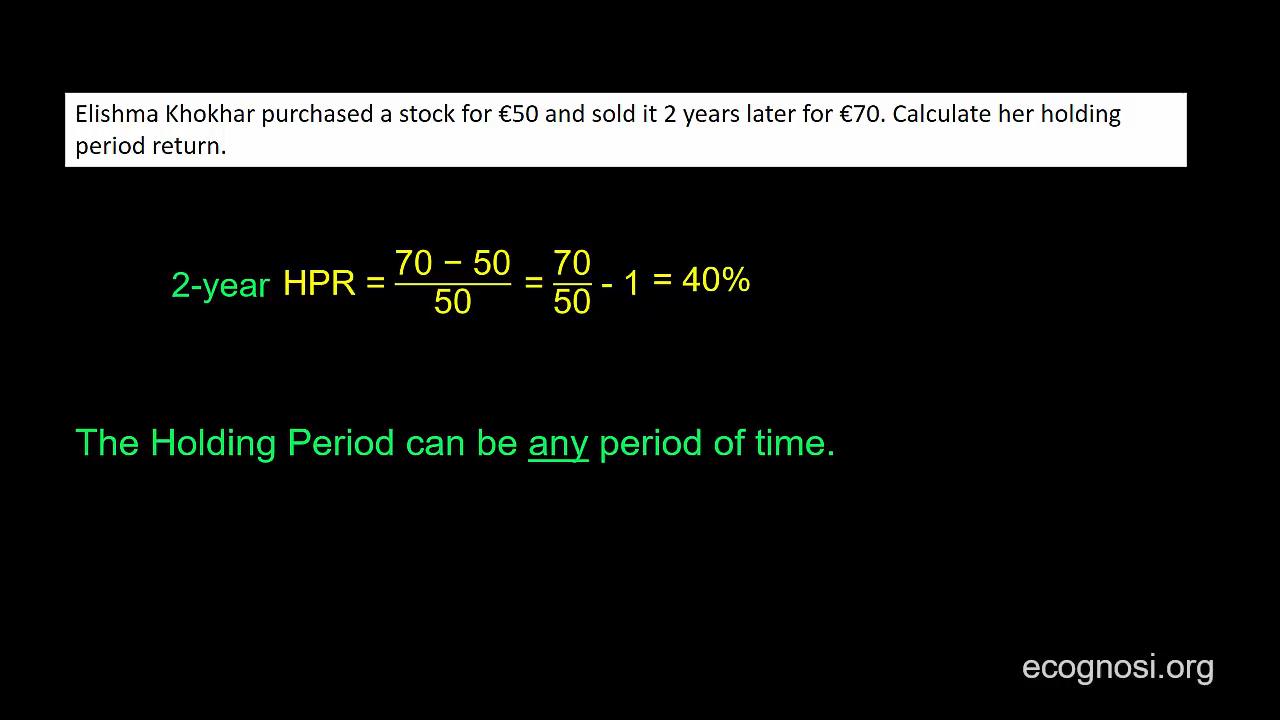 Elishma Khokhar purchased a stock for €50 and sold it 2 years later for €70. Calculate her holding
period return.
2-year HPR = (70 − 50)/50 = 70/50 - 1 = 40%
The Holding Period can be any period of time.
ecognosi.org